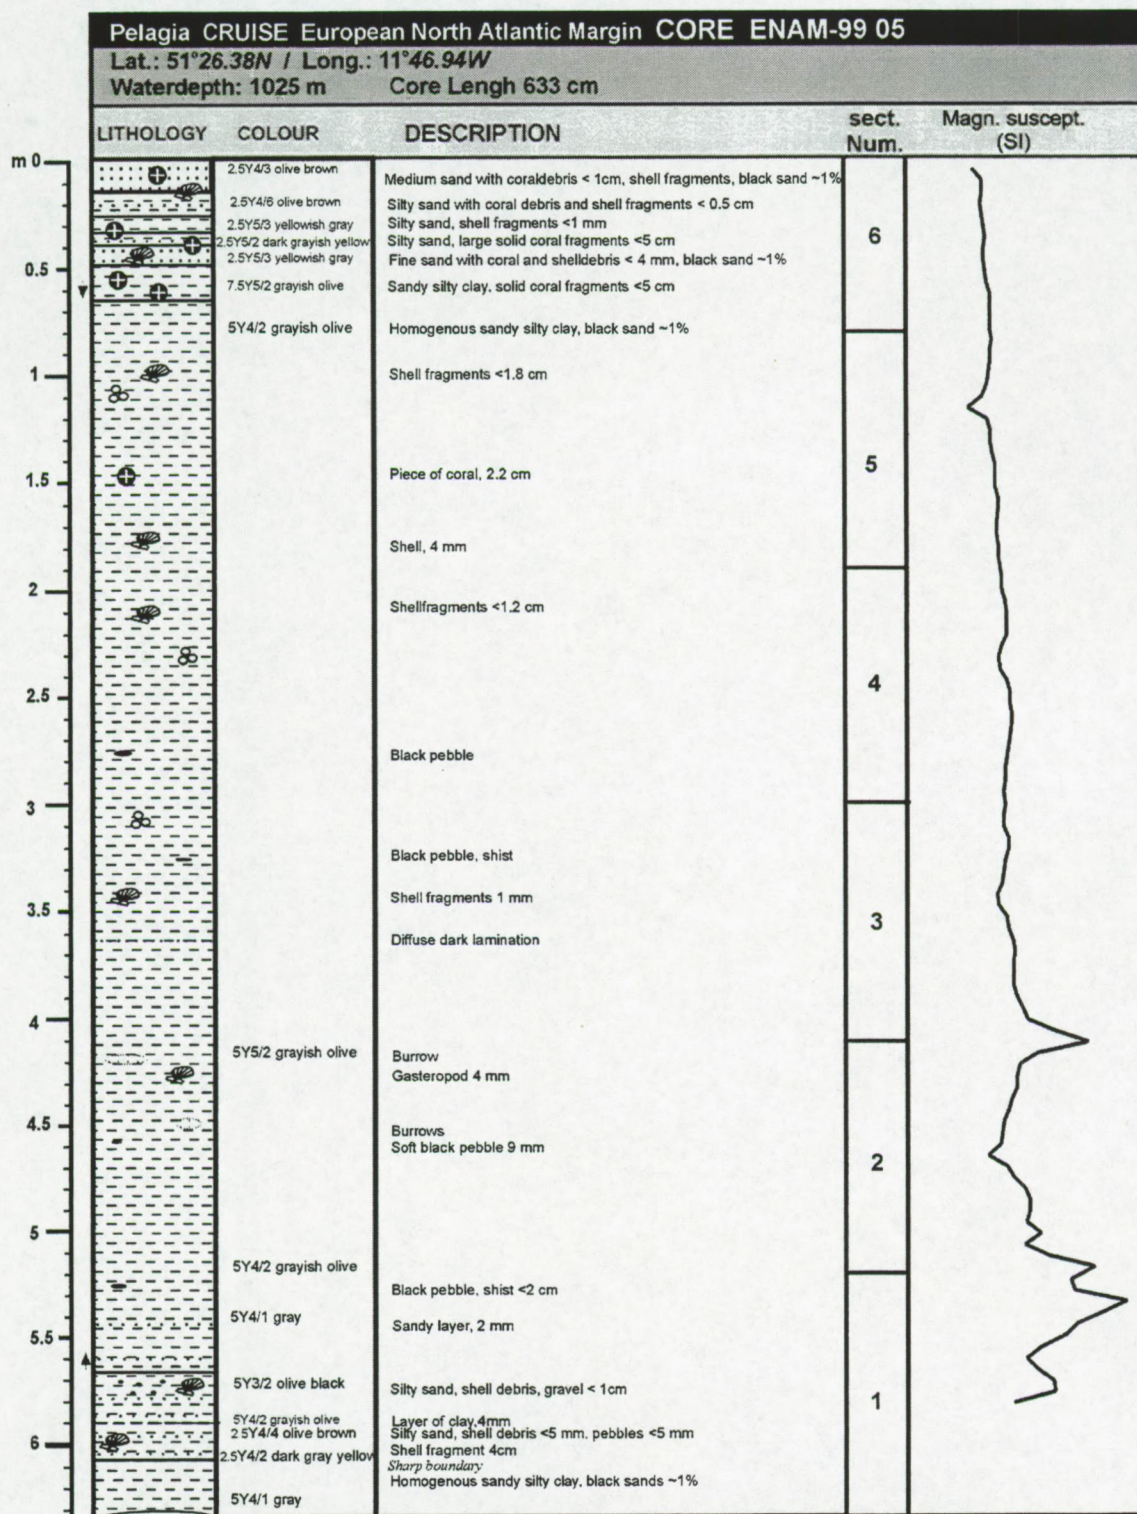 Pelagia CRUISE European North Atlantic Margin CORE ENAM-99 05
Lat.: 51°26.38N / Long.: 11°46.94W
Waterdepth: 1025 m Core Lengh 633 cm
LITHOLOGY COLOUR DESCRIPTION sect. Num. Magn. suscept. (SI)
m 0
2.5Y4/3 olive brown Medium sand with coraldebris < 1cm, shell fragments, black sand ~1%
2.5Y4/6 olive brown Silty sand with coral debris and shell fragments < 0.5 cm
2.5Y5/3 yellowish gray Silty sand, shell fragments <1 mm
6
2.5Y5/2 dark grayish yellow Silty sand, large solid coral fragments <5 cm
2.5Y5/3 yellowish gray Fine sand with coral and shelldebris < 4 mm, black sand ~1%
0.5
7.5Y5/2 grayish olive Sandy silty clay, solid coral fragments <5 cm
5Y4/2 grayish olive Homogenous sandy silty clay, black sand ~1%
1 Shell fragments <1.8 cm
5
1.5 Piece of coral, 2.2 cm
Shell, 4 mm
2
Shellfragments <1.2 cm
4
2.5
Black pebble
3
Black pebble, shist
Shell fragments 1 mm
3.5
3
Diffuse dark lamination
4
5Y5/2 grayish olive Burrow
Gasteropod 4 mm
4.5
Burrows
Soft black pebble 9 mm
2
5
5Y4/2 grayish olive
Black pebble, shist <2 cm
5Y4/1 gray Sandy layer, 2 mm
5.5
5Y3/2 olive black Silty sand, shell debris, gravel < 1cm
1
5Y4/2 grayish olive Layer of clay,4mm
2.5Y4/4 olive brown Silty sand, shell debris <5 mm. pebbles <5 mm
6 Shell fragment 4cm
2.5Y4/2 dark gray yellow
Sharp boundary
Homogenous sandy silty clay, black sands ~1%
5Y4/1 gray